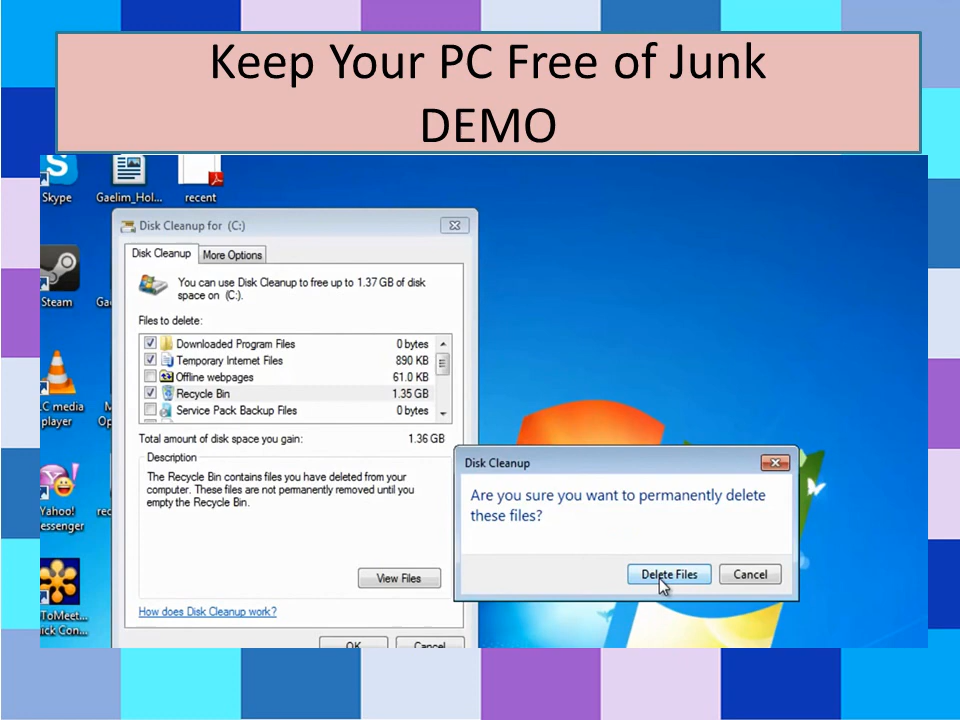 Keep Your PC Free of Junk
DEMO
Skype
Gaelim_Hol...
recent
Disk Cleanup for (C:)
Disk Cleanup
More Options
You can use Disk Cleanup to free up to 1.37 GB of disk
space on (C:).
Steam
Files to delete:
Downloaded Program Files 0 bytes
Temporary Internet Files 890 KB
Offline webpages 61.0 KB
Recycle Bin 1.35 GB
Service Pack Backup Files 0 bytes
C media
player
Total amount of disk space you gain: 1.36 GB
Description
The Recycle Bin contains files you have deleted from your
computer. These files are not permanently removed until you
empty the Recycle Bin.
Yahoo!
essenger
rec
View Files
How does Disk Cleanup work?
ToMeet...
ick Con...
OK
Cancel
Disk Cleanup
Are you sure you want to permanently delete
these files?
Delete Files
Cancel